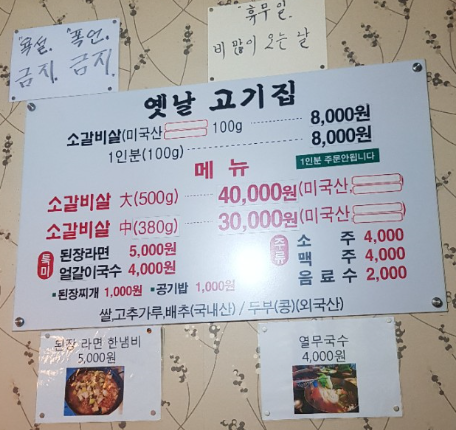 욕설. 폭언.
금지. 금지.
휴무일.
비 많이 오는 날
옛날 고기집
소갈비살(미국산 100g 8,000원
1인분(100g) 8,000원
메뉴
1인분 주문안됩니다
소갈비살 大(500g) 40,000원(미국산,
소갈비살 中(380g) 30,000원(미국산
특미
된장라면 5,000원
얼갈이국수 4,000원
▪된장찌개 1,000원 ▪공기밥 1,000원
주류
소 주 4,000
맥 주 4,000
음료수 2,000
쌀,고추가루,배추(국내산) / 두부(콩)(외국산)
된장 라면 한냄비
5,000원
열무국수
4,000원